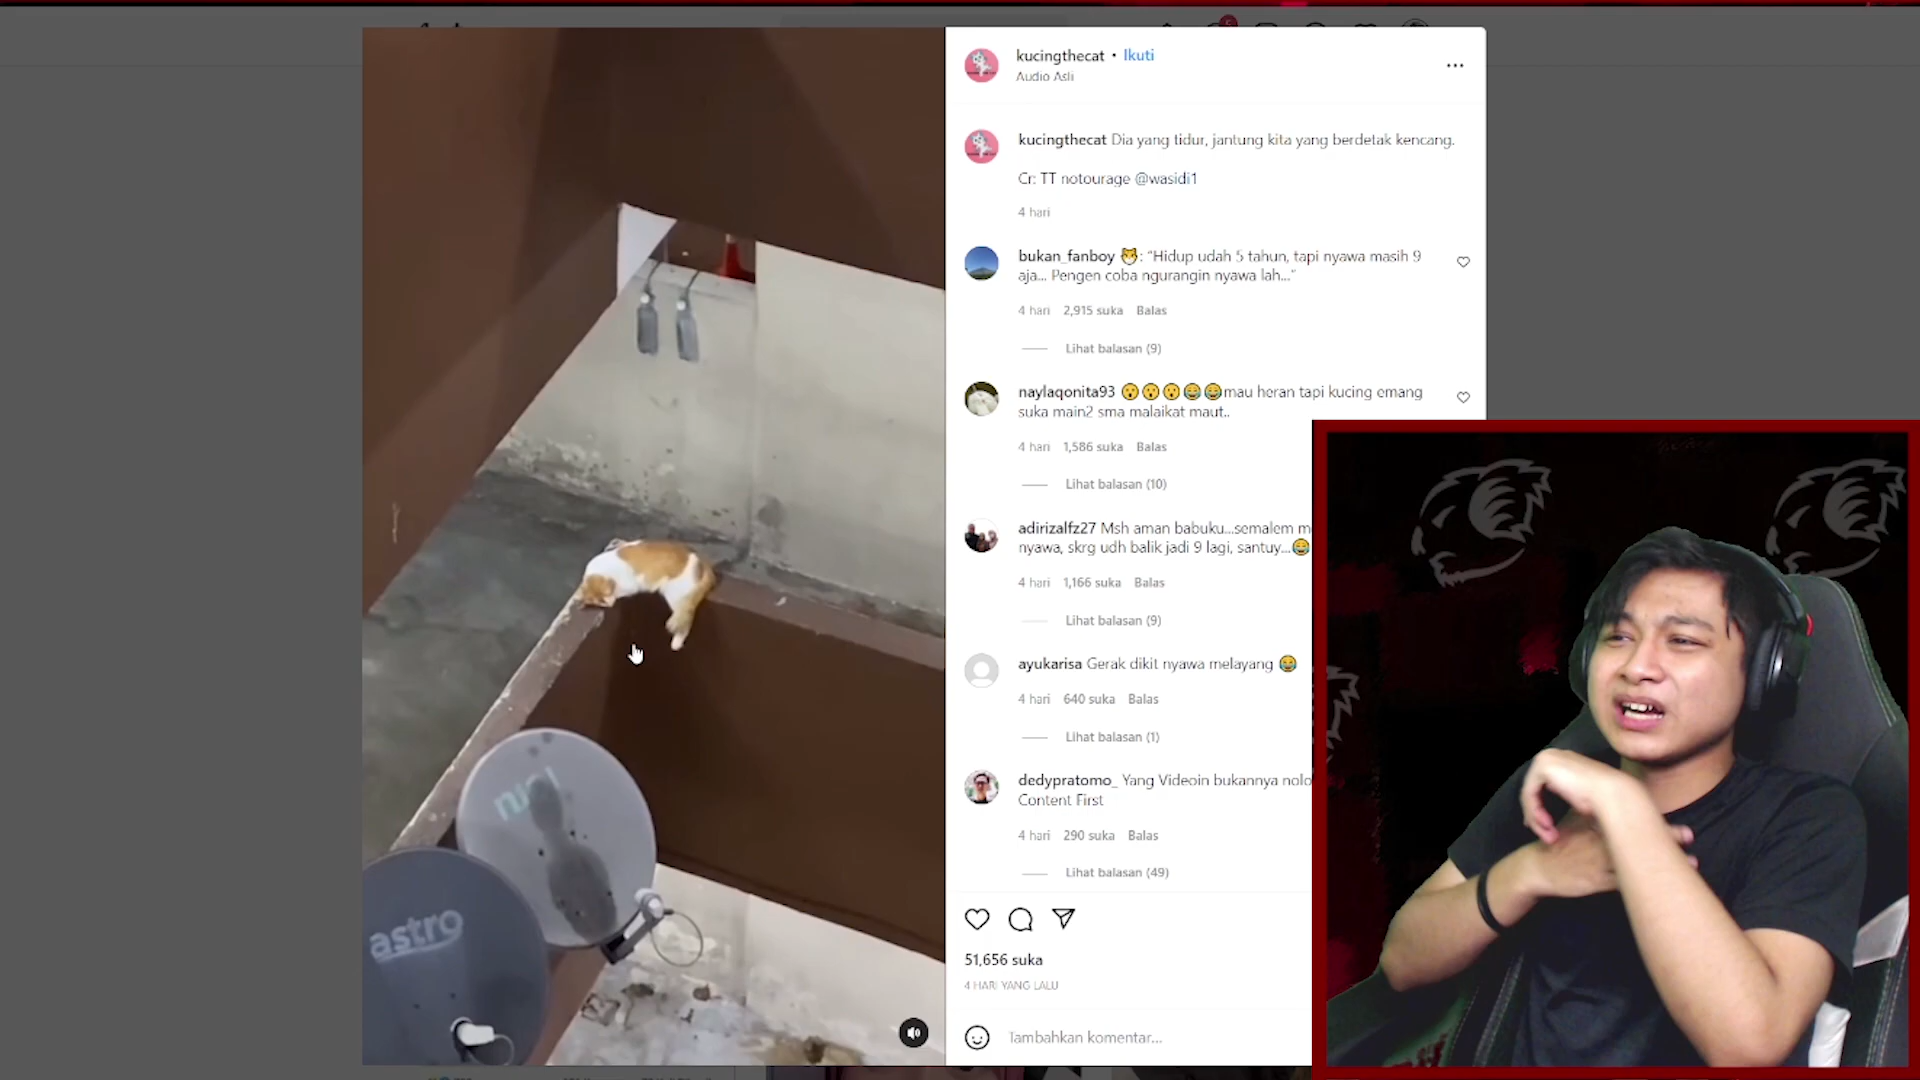 kucingthecat • Ikuti
Audio Asli
kucingthecat Dia yang tidur, jantung kita yang berdetak kencang.
Cr: TT notourage @wasidi1
4 hari
bukan_fanboy 🐯: "Hidup udah 5 tahun, tapi nyawa masih 9
aja... Pengen coba ngurangin nyawa lah..."
4 hari 2,915 suka Balas
Lihat balasan (9)
naylaqonita93 😮😮😮😂😂mau heran tapi kucing emang
suka main2 sma malaikat maut..
4 hari 1,586 suka Balas
Lihat balasan (10)
adirizalfz27 Msh aman babuku...semalem m
nyawa, skrg udh balik jadi 9 lagi, santuy...😂
4 hari 1,166 suka Balas
Lihat balasan (9)
ayukarisa Gerak dikit nyawa melayang 😂
4 hari 640 suka Balas
Lihat balasan (1)
dedypratomo_ Yang Videoin bukannya nolo
Content First
4 hari 290 suka Balas
Lihat balasan (49)
51,656 suka
4 HARI YANG LALU
Tambahkan komentar...
njoi
astro